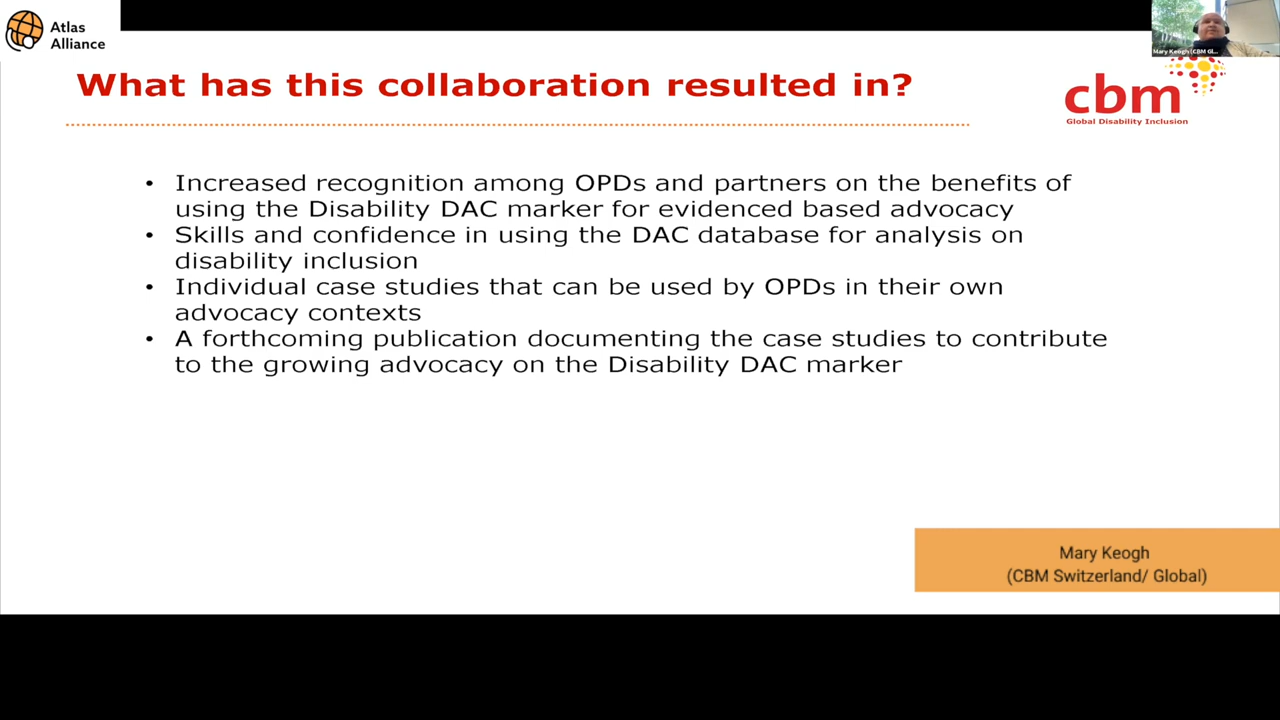 Atlas
Alliance
Mary Keogh (CBM Gl...
What has this collaboration resulted in?
cbm
Global Disability Inclusion
• Increased recognition among OPDs and partners on the benefits of
using the Disability DAC marker for evidenced based advocacy
• Skills and confidence in using the DAC database for analysis on
disability inclusion
• Individual case studies that can be used by OPDs in their own
advocacy contexts
• A forthcoming publication documenting the case studies to contribute
to the growing advocacy on the Disability DAC marker
Mary Keogh
(CBM Switzerland/ Global)